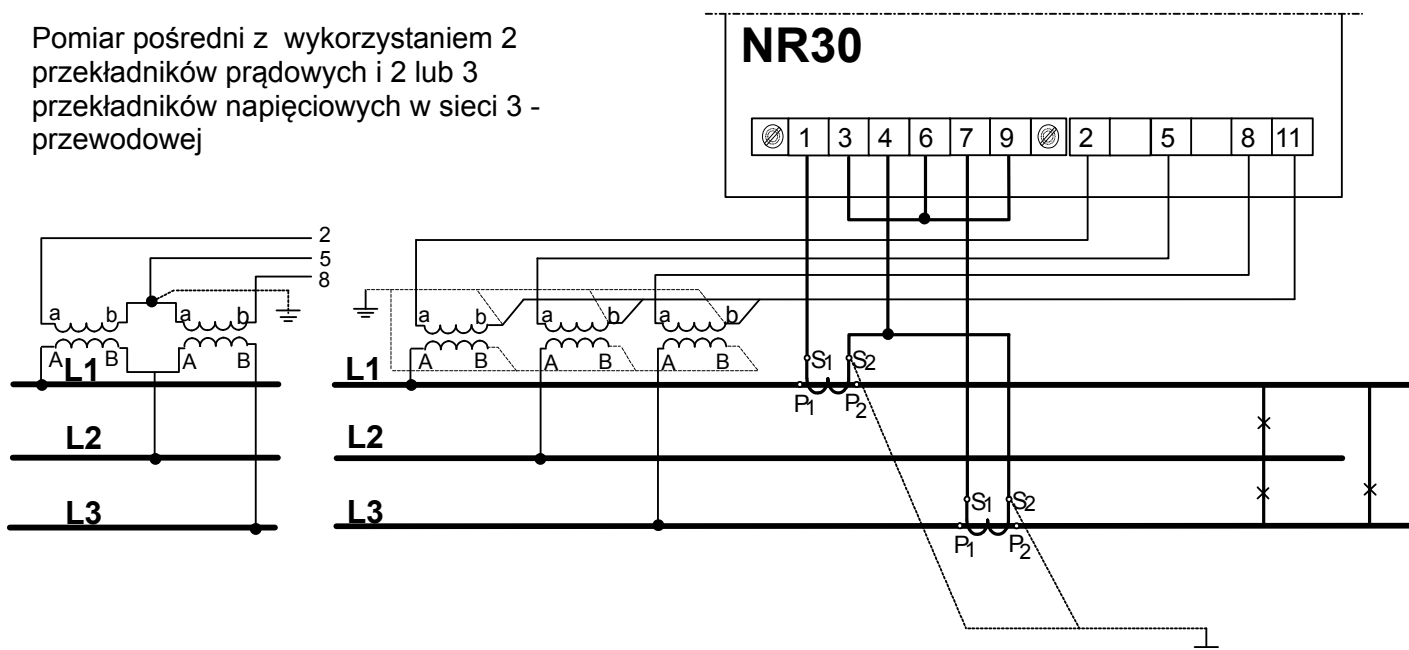 Pomiar pośredni z wykorzystaniem 2
przekładników prądowych i 2 lub 3
przekładników napięciowych w sieci 3 -
przewodowej
NR30
1 3 4 6 7 9 2 5 8 11
2
5
8
a b a b
A B A B
L1
L2
L3
a b a b a b
A B A B A B
L1
S1 S2
P1 P2
L2
S1 S2
L3
P1 P2